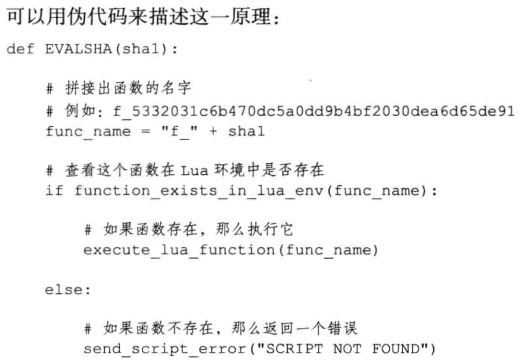 可以用伪代码来描述这一原理：
def EVALSHA(sha1):
# 拼接出函数的名字
# 例如：f_5332031c6b470dc5a0dd9b4bf2030dea6d65de91
func_name = "f_" + sha1
# 查看这个函数在 Lua 环境中是否存在
if function_exists_in_lua_env(func_name):
# 如果函数存在，那么执行它
execute_lua_function(func_name)
else:
# 如果函数不存在，那么返回一个错误
send_script_error("SCRIPT NOT FOUND")